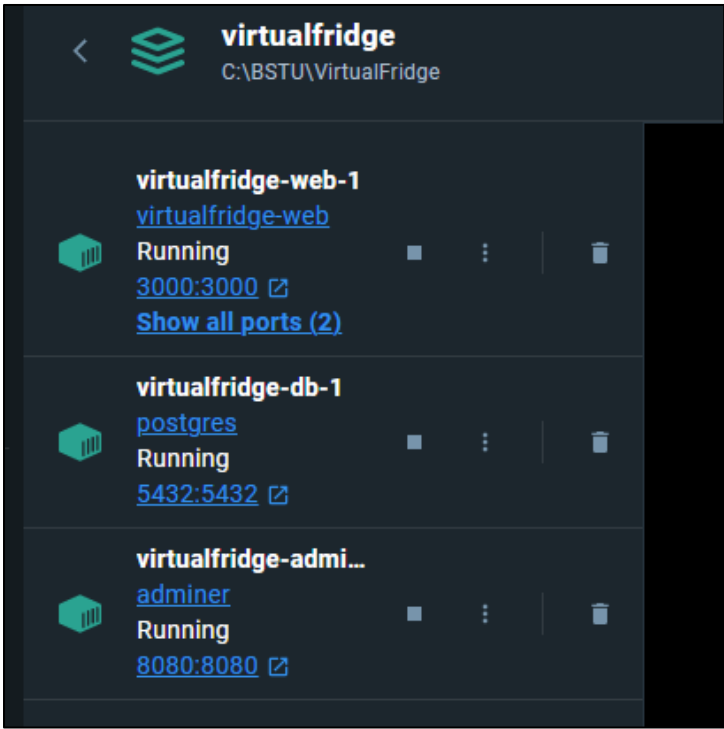 virtualfridge
C:\BSTU\VirtualFridge
virtualfridge-web-1
virtualfridge-web
Running
3000:3000
Show all ports (2)
virtualfridge-db-1
postgres
Running
5432:5432
virtualfridge-admi...
adminer
Running
8080:8080